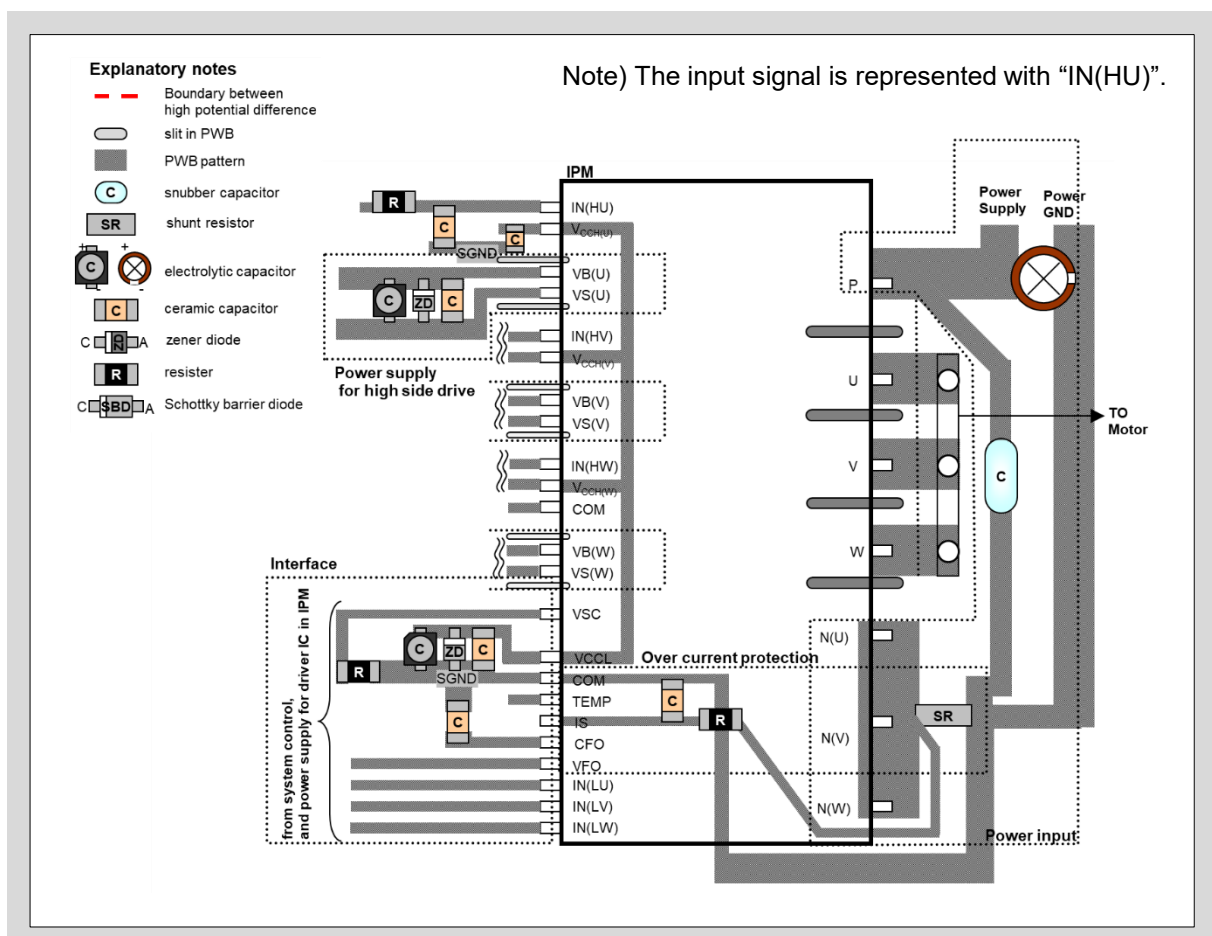 Explanatory notes
Boundary between
high potential difference
slit in PWB
PWB pattern
C
snubber capacitor
SR
shunt resistor
+ +
C
- -
electrolytic capacitor
C
ceramic capacitor
C ZD A
zener diode
R
resister
C SBD A
Schottky barrier diode
Note) The input signal is represented with “IN(HU)”.
IPM
Power
Supply
Power
GND
R
IN(HU)
C
C
VCCH(U)
SGND
VB(U)
VS(U)
C
ZD
C
P
IN(HV)
VCCH(V)
Power supply
for high side drive
U
VB(V)
VS(V)
TO
Motor
IN(HW)
VCCH(W)
COM
V
C
VB(W)
VS(W)
W
Interface
from system control,
and power supply for driver IC in IPM
VSC
C
ZD
C
VCCL
R
SGND
COM
TEMP
IS
C
CFO
VFO
IN(LU)
IN(LV)
IN(LW)
Over current protection
C
R
N(U)
SR
N(V)
N(W)
Power input